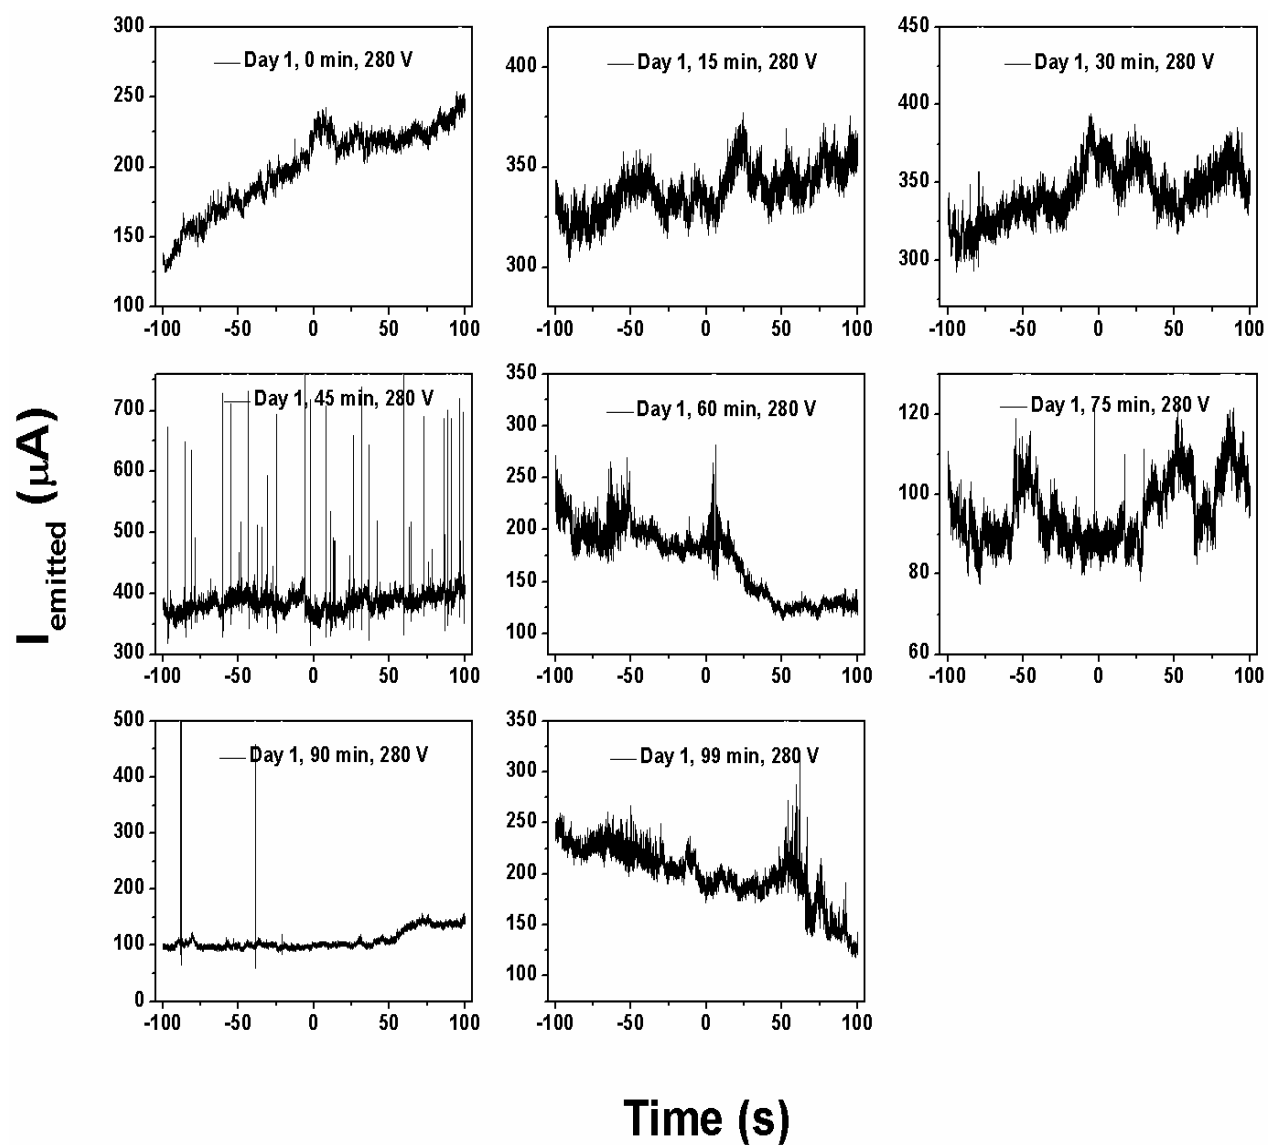 Day 1, 0 min, 280 V
300
250
200
150
100
-100 -50 0 50 100
Day 1, 15 min, 280 V
400
350
300
-100 -50 0 50 100
Day 1, 30 min, 280 V
450
400
350
300
-100 -50 0 50 100
I emitted (μA)
Day 1, 45 min, 280 V
700
600
500
400
300
-100 -50 0 50 100
Day 1, 60 min, 280 V
350
300
250
200
150
100
-100 -50 0 50 100
Day 1, 75 min, 280 V
120
100
80
60
-100 -50 0 50 100
Day 1, 90 min, 280 V
500
400
300
200
100
0
-100 -50 0 50 100
Day 1, 99 min, 280 V
350
300
250
200
150
100
-100 -50 0 50 100
Time (s)